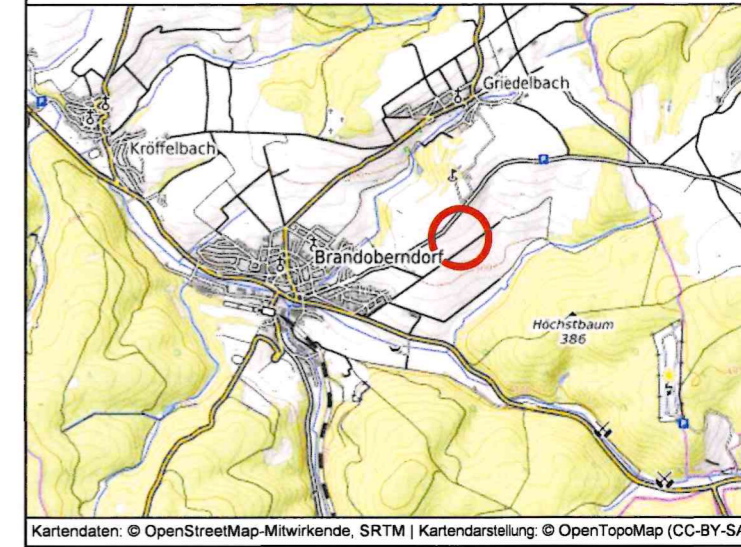 Griedelbach
Kröffelbach
Brandoberndorf
Höchstbaum
386
P
P
P
Kartendaten: © OpenStreetMap-Mitwirkende, SRTM | Kartendarstellung: © OpenTopoMap (CC-BY-SA